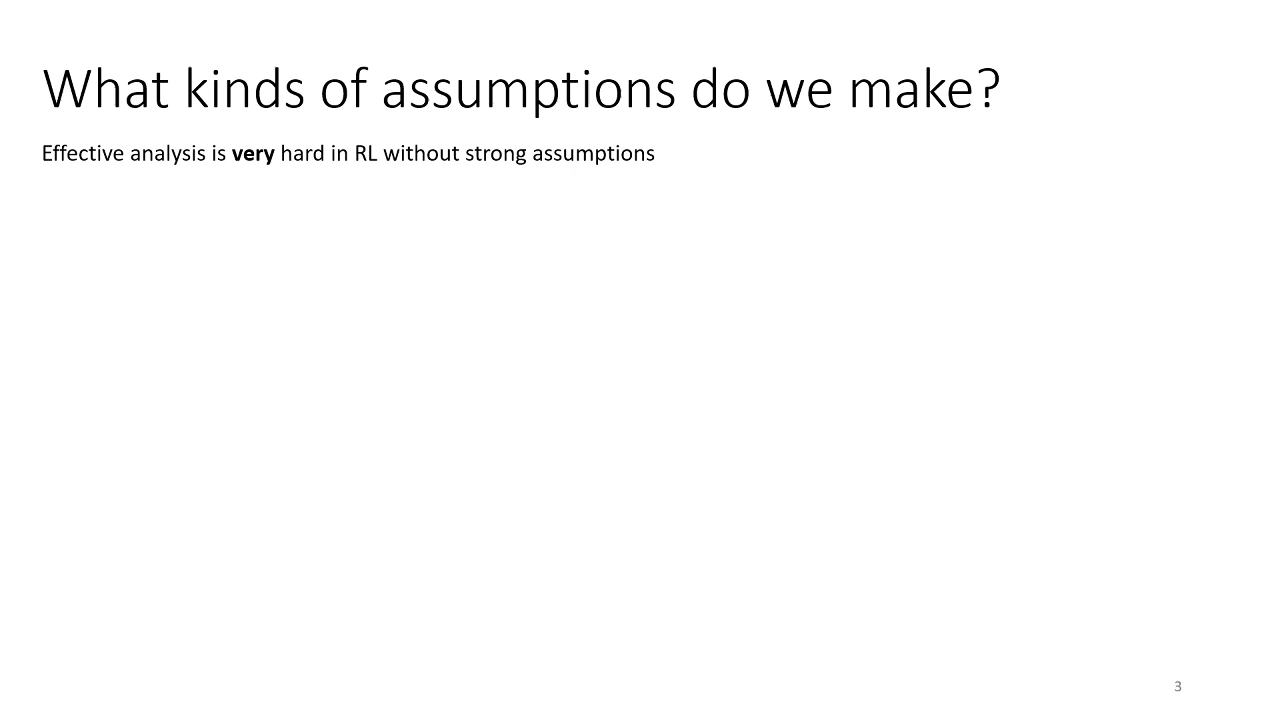 What kinds of assumptions do we make?
Effective analysis is very hard in RL without strong assumptions
3